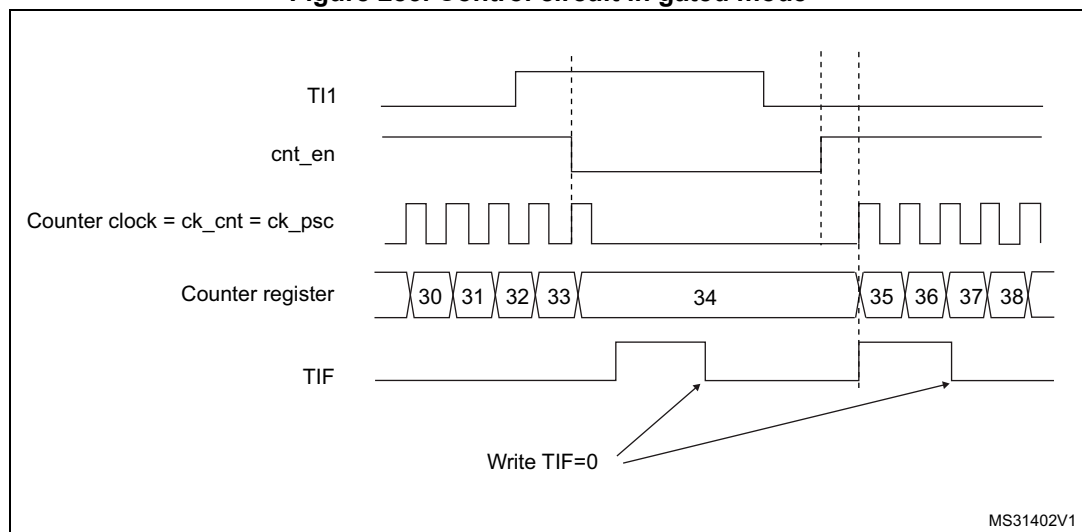 TI1
cnt_en
Counter clock = ck_cnt = ck_psc
Counter register
30 31 32 33 34 35 36 37 38
TIF
Write TIF=0
MS31402V1